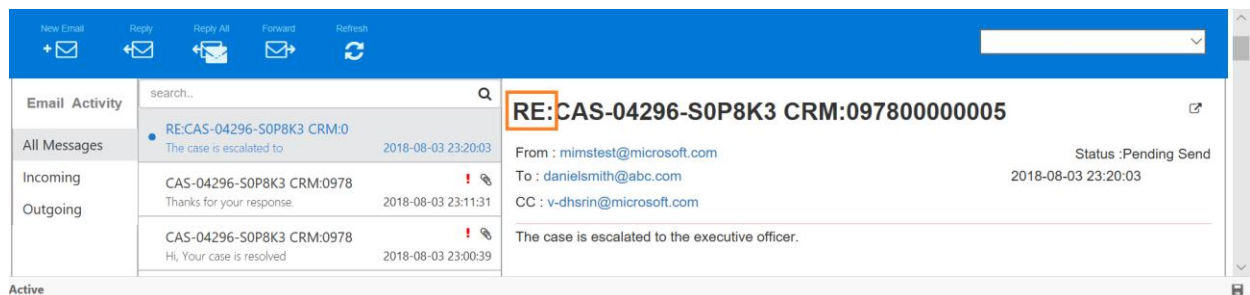 New Email Reply Reply All Forward Refresh
Email Activity
All Messages
Incoming
Outgoing
search..
RE:CAS-04296-S0P8K3 CRM:0
The case is escalated to 2018-08-03 23:20:03
CAS-04296-S0P8K3 CRM:0978
Thanks for your response. 2018-08-03 23:11:31
CAS-04296-S0P8K3 CRM:0978
Hi, Your case is resolved 2018-08-03 23:00:39
RE:CAS-04296-S0P8K3 CRM:097800000005
From : mimstest@microsoft.com Status :Pending Send
To : danielsmith@abc.com 2018-08-03 23:20:03
CC : v-dhsrin@microsoft.com
The case is escalated to the executive officer.
Active